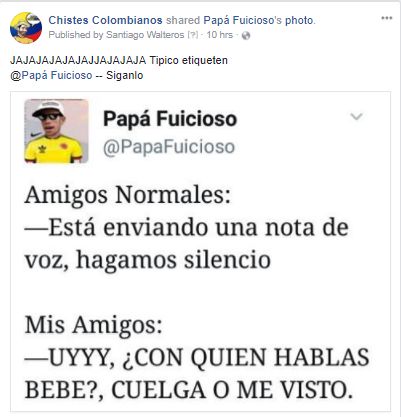 Chistes Colombianos shared Papá Fuicioso's photo.
Published by Santiago Walteros [?] · 10 hrs ·
JAJAJAJAJAJAJJAJAJAJA Tipico etiqueten
@Papá Fuicioso -- Siganlo
Papá Fuicioso
@PapaFuicioso
Amigos Normales:
—Está enviando una nota de
voz, hagamos silencio
Mis Amigos:
—UYYY, ¿CON QUIEN HABLAS
BEBE?, CUELGA O ME VISTO.